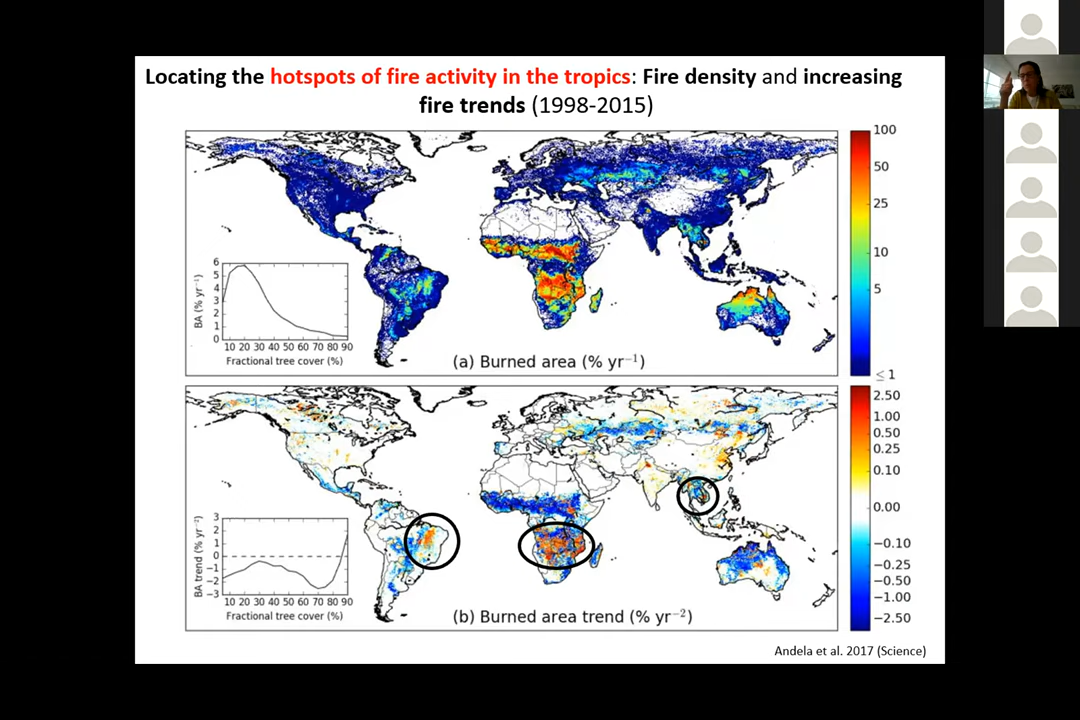 Locating the hotspots of fire activity in the tropics: Fire density and increasing
fire trends (1998-2015)
100
50
25
10
5
≤ 1
6
5
4
3
2
1
0
BA (% yr⁻¹)
10 20 30 40 50 60 70 80 90
Fractional tree cover (%)
(a) Burned area (% yr⁻¹)
2.50
1.00
0.50
0.25
0.10
0.00
−0.10
−0.25
−0.50
−1.00
−2.50
3
2
1
0
−1
−2
−3
BA trend (% yr⁻²)
10 20 30 40 50 60 70 80 90
Fractional tree cover (%)
(b) Burned area trend (% yr⁻²)
Andela et al. 2017 (Science)